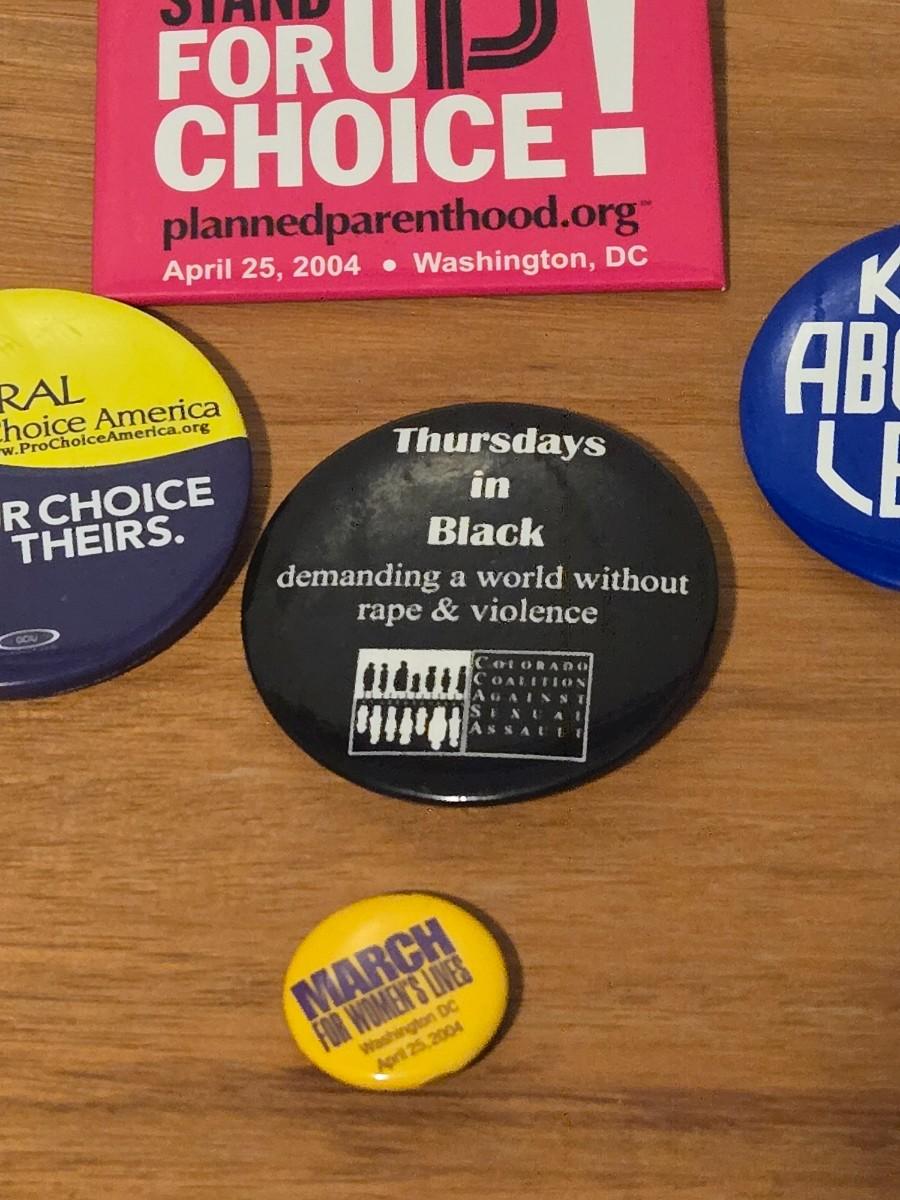 STAND
FOR UP
CHOICE!
plannedparenthood.org
April 25, 2004 • Washington, DC
RAL
Choice America
w.ProChoiceAmerica.org
R CHOICE
THEIRS.
Thursdays
in
Black
demanding a world without
rape & violence
COLORADO
COALITION
AGAINST
SEXUAL
ASSAULT
K
ABO
LE
MARCH
FOR WOMEN'S LIVES
Washington DC
April 25, 2004